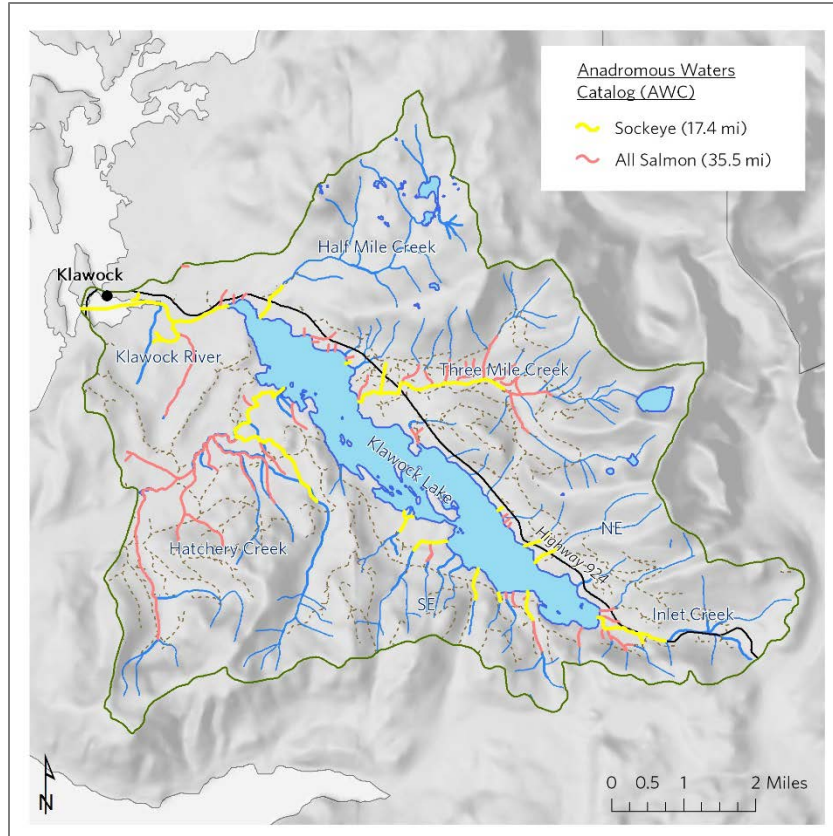 Anadromous Waters
Catalog (AWC)
Sockeye (17.4 mi)
All Salmon (35.5 mi)
Half Mile Creek
Klawock
Klawock River
Three Mile Creek
Klawock Lake
Hatchery Creek
Highway 924
NE
SE
Inlet Creek
N
0 0.5 1 2 Miles